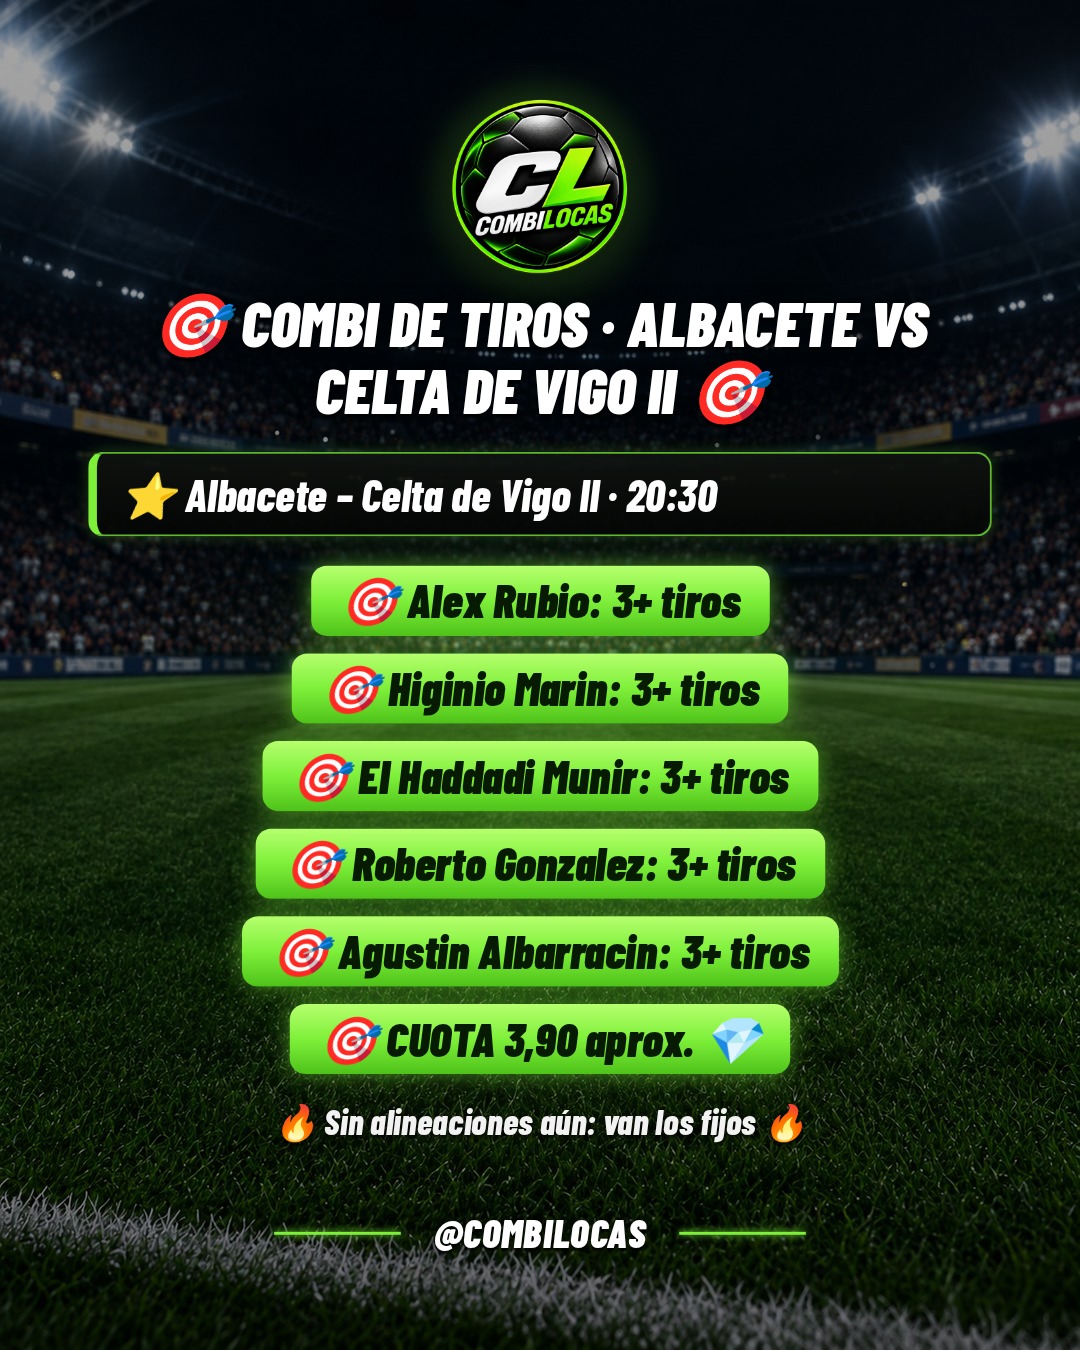 CL
COMBILOCAS
🎯 COMBI DE TIROS · ALBACETE VS
CELTA DE VIGO II 🎯
⭐ Albacete – Celta de Vigo II · 20:30
🎯 Alex Rubio: 3+ tiros
🎯 Higinio Marin: 3+ tiros
🎯 El Haddadi Munir: 3+ tiros
🎯 Roberto Gonzalez: 3+ tiros
🎯 Agustin Albarracin: 3+ tiros
🎯 CUOTA 3,90 aprox. 💎
🔥 Sin alineaciones aún: van los fijos 🔥
@COMBILOCAS